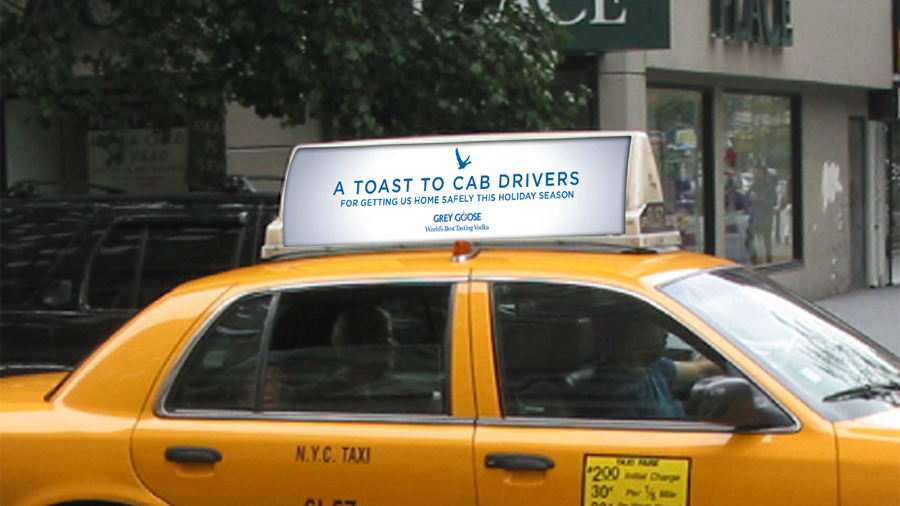 PLACE
A TOAST TO CAB DRIVERS
FOR GETTING US HOME SAFELY THIS HOLIDAY SEASON
GREY GOOSE
World's Best Tasting Vodka
N.Y.C. TAXI
TAXI FARE
$2.00 Initial Charge
30¢ Per 1/5 Mile